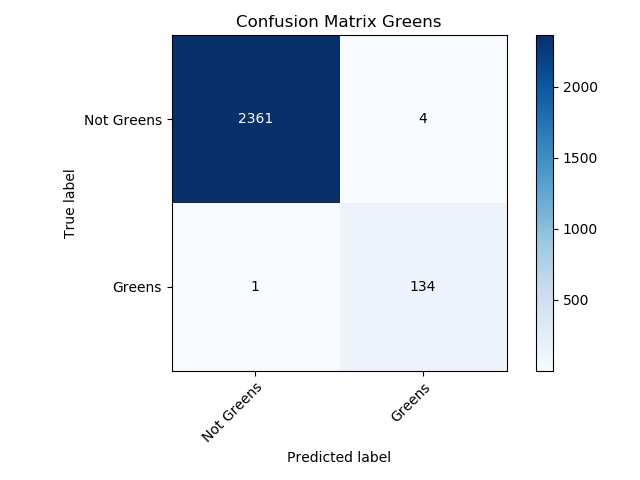 Confusion Matrix Greens
True label
Not Greens
2361
4
Greens
1
134
Not Greens
Greens
Predicted label
2000
1500
1000
500